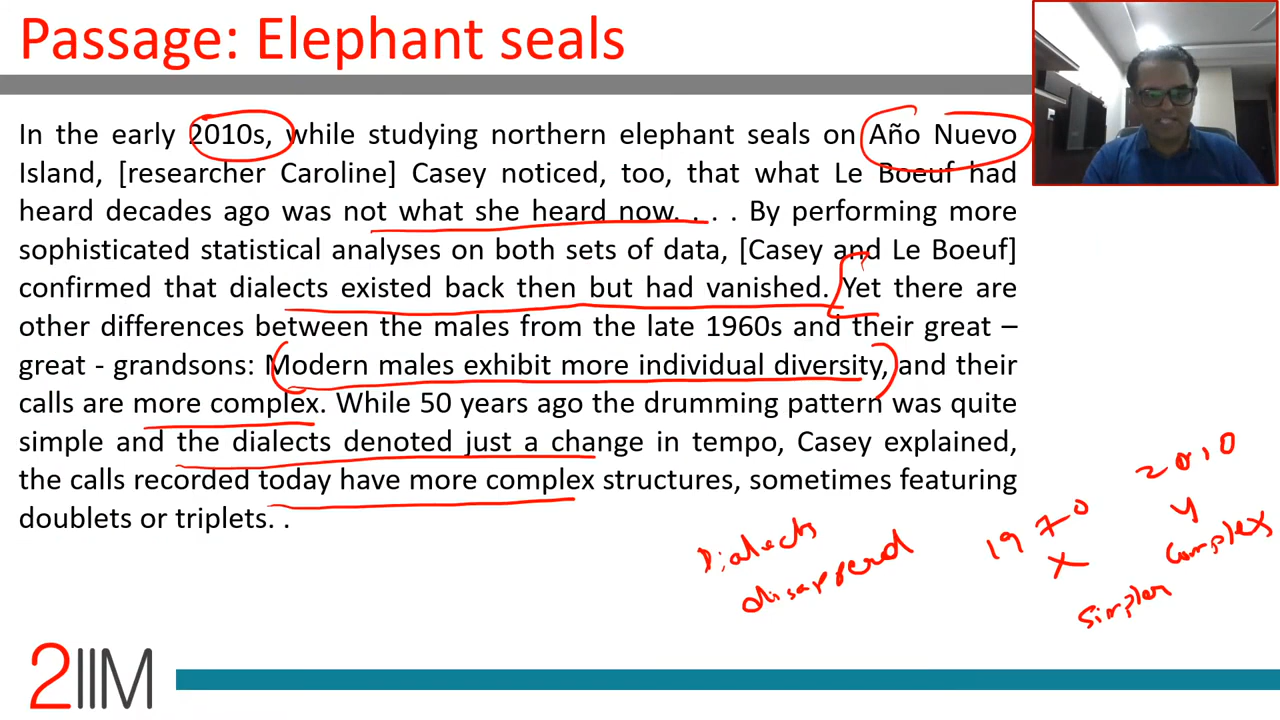 Passage: Elephant seals
In the early 2010s, while studying northern elephant seals on Año Nuevo
Island, [researcher Caroline] Casey noticed, too, that what Le Boeuf had
heard decades ago was not what she heard now. . . . By performing more
sophisticated statistical analyses on both sets of data, [Casey and Le Boeuf]
confirmed that dialects existed back then but had vanished. Yet there are
other differences between the males from the late 1960s and their great –
great - grandsons: Modern males exhibit more individual diversity, and their
calls are more complex. While 50 years ago the drumming pattern was quite
simple and the dialects denoted just a change in tempo, Casey explained,
the calls recorded today have more complex structures, sometimes featuring
doublets or triplets. .
Dialects
disappered
1970
X
Simpler
2010
Y
Complex
2IIM